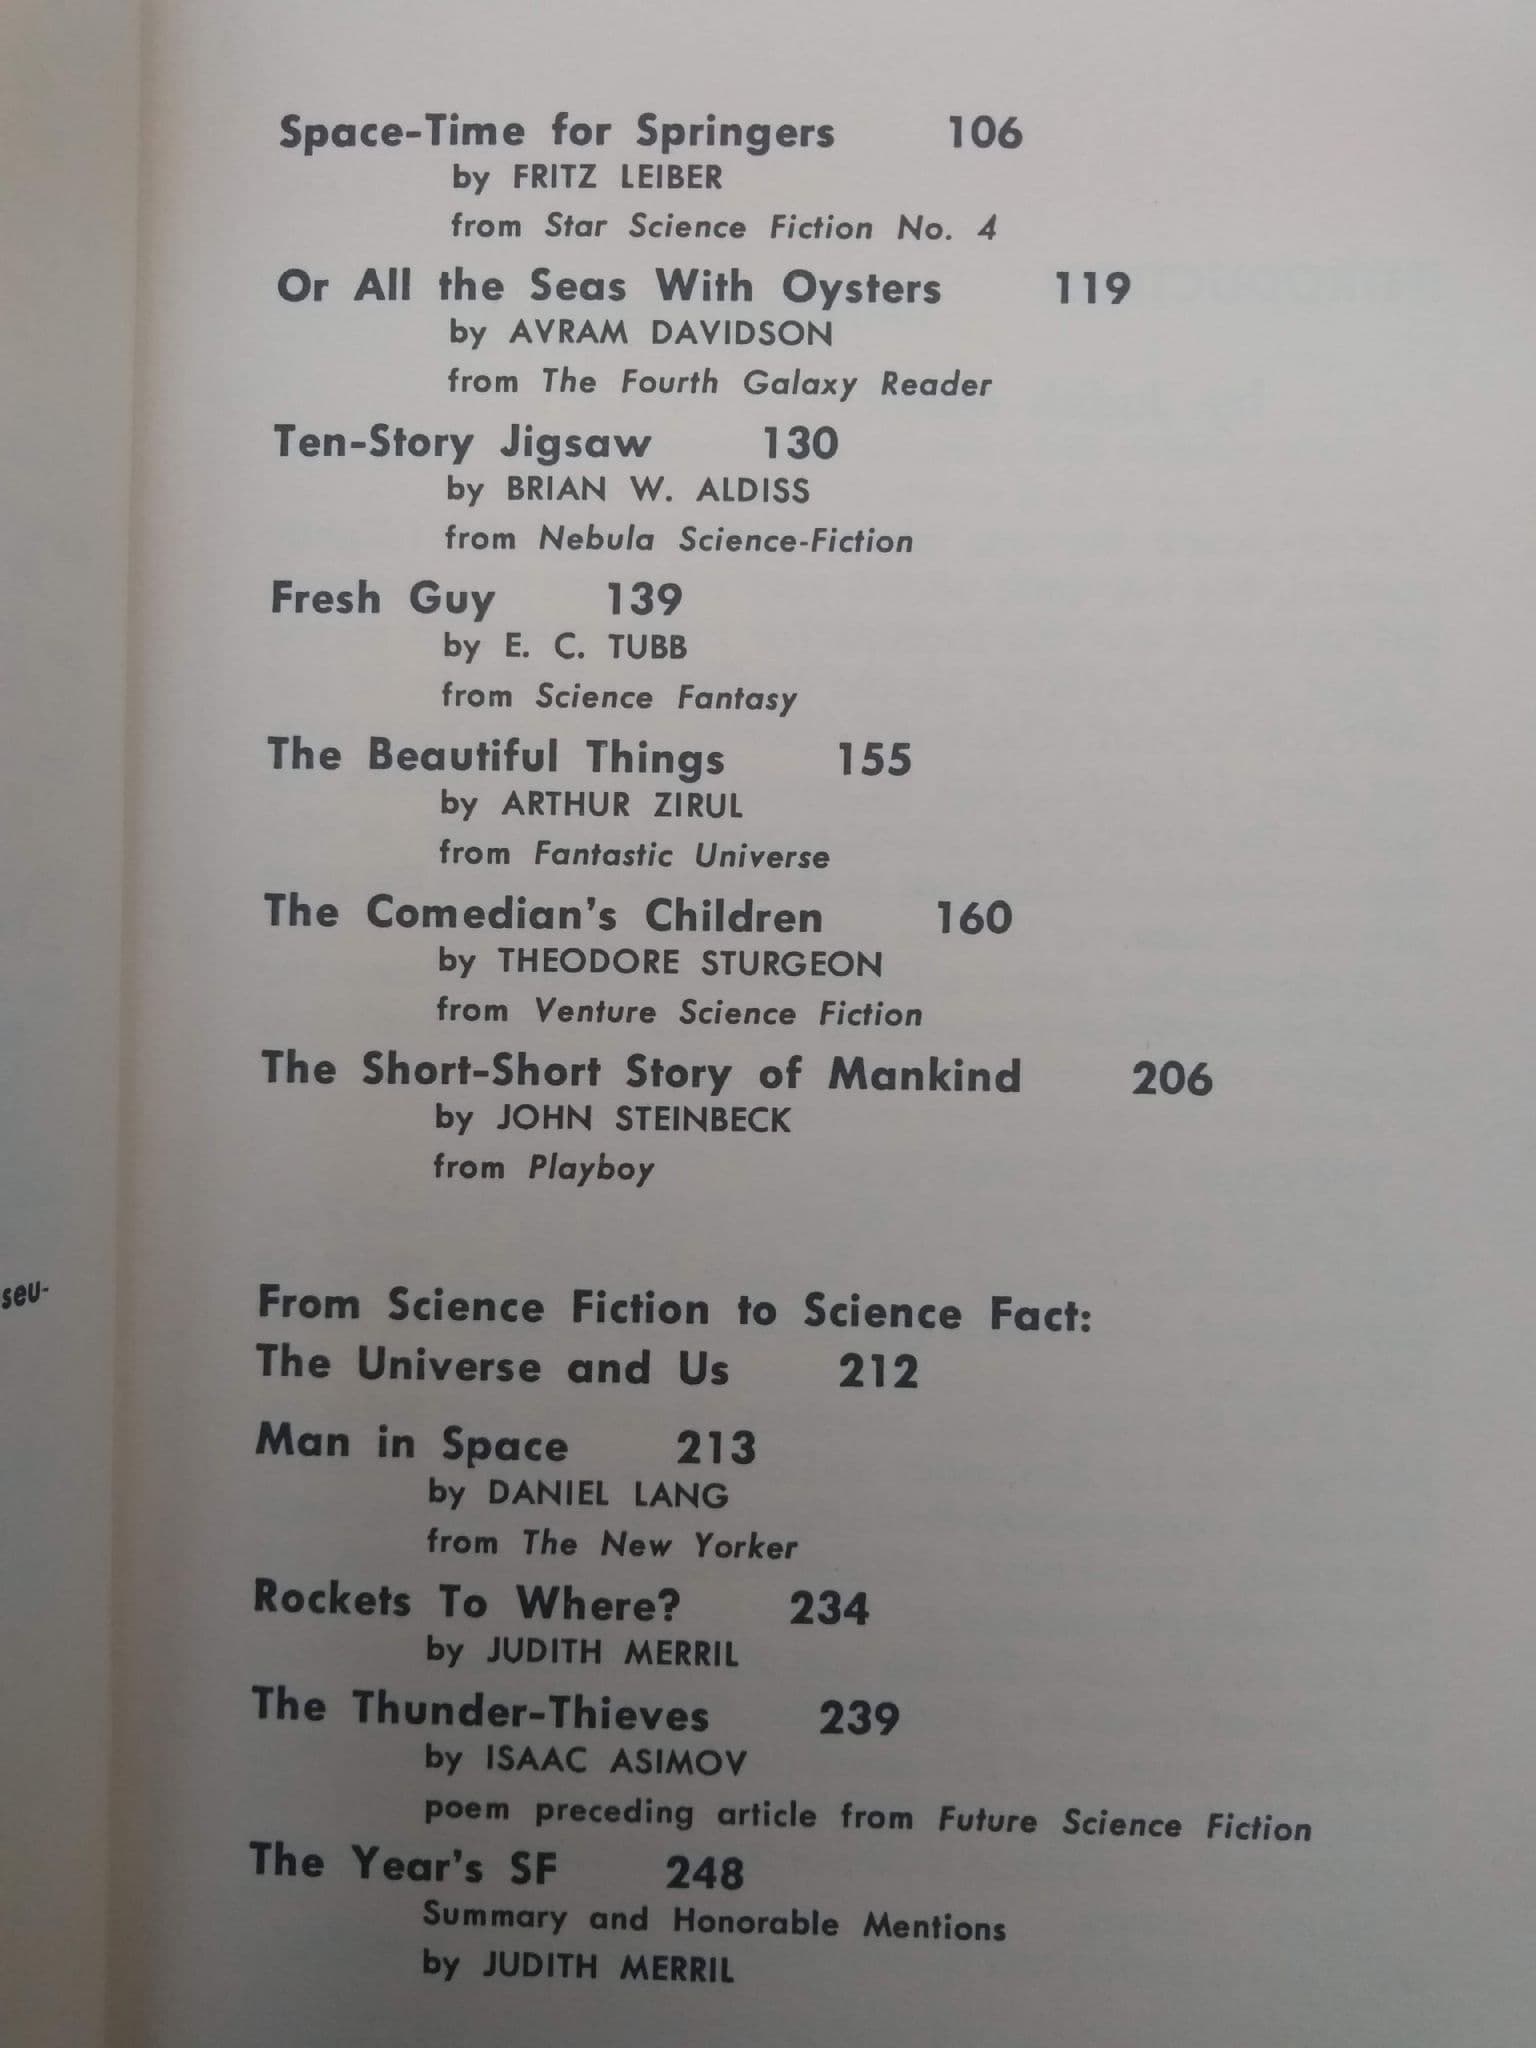 Space-Time for Springers 106
by FRITZ LEIBER
from Star Science Fiction No. 4
Or All the Seas With Oysters 119
by AVRAM DAVIDSON
from The Fourth Galaxy Reader
Ten-Story Jigsaw 130
by BRIAN W. ALDISS
from Nebula Science-Fiction
Fresh Guy 139
by E. C. TUBB
from Science Fantasy
The Beautiful Things 155
by ARTHUR ZIRUL
from Fantastic Universe
The Comedian's Children 160
by THEODORE STURGEON
from Venture Science Fiction
The Short-Short Story of Mankind 206
by JOHN STEINBECK
from Playboy
seu-
From Science Fiction to Science Fact:
The Universe and Us 212
Man in Space 213
by DANIEL LANG
from The New Yorker
Rockets To Where? 234
by JUDITH MERRIL
The Thunder-Thieves 239
by ISAAC ASIMOV
poem preceding article from Future Science Fiction
The Year's SF 248
Summary and Honorable Mentions
by JUDITH MERRIL